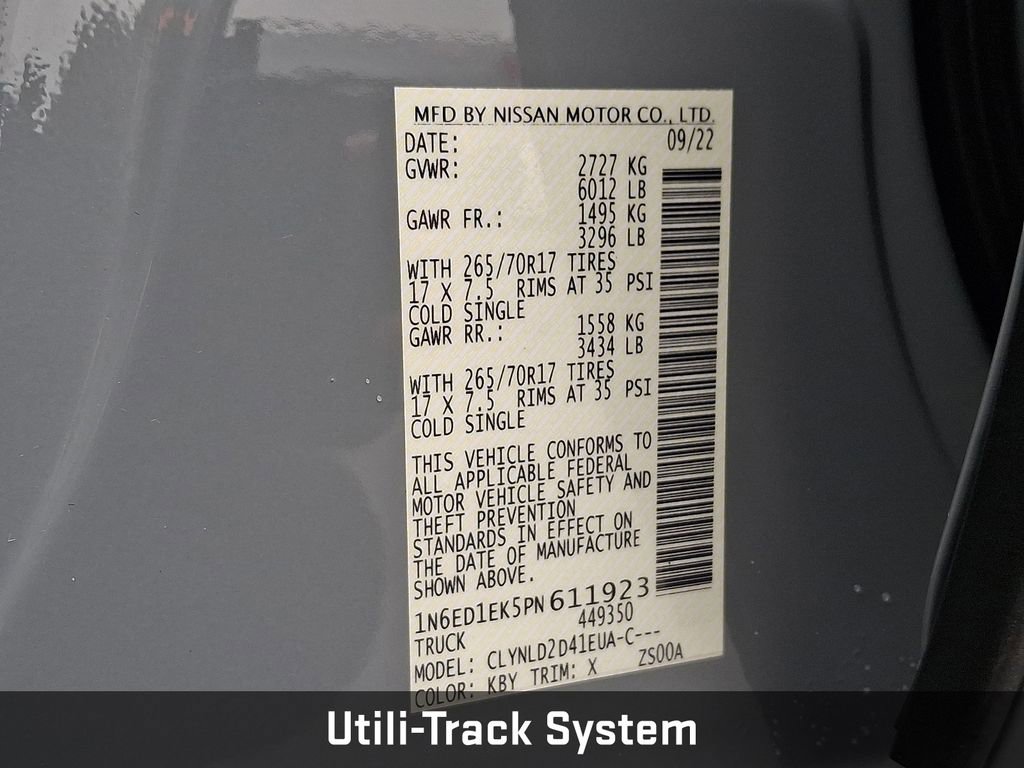 MFD BY NISSAN MOTOR CO., LTD.
DATE: 09/22
GVWR: 2727 KG
6012 LB
GAWR FR.: 1495 KG
3296 LB
WITH 265/70R17 TIRES
17 X 7.5 RIMS AT 35 PSI
COLD SINGLE
GAWR RR.: 1558 KG
3434 LB
WITH 265/70R17 TIRES
17 X 7.5 RIMS AT 35 PSI
COLD SINGLE
THIS VEHICLE CONFORMS TO
ALL APPLICABLE FEDERAL
MOTOR VEHICLE SAFETY AND
THEFT PREVENTION
STANDARDS IN EFFECT ON
THE DATE OF MANUFACTURE
SHOWN ABOVE.
1N6ED1EK5PN611923
TRUCK 449350
MODEL: CLYNLD2D41EUA-C---
COLOR: KBY TRIM: X ZS00A
Utili-Track System